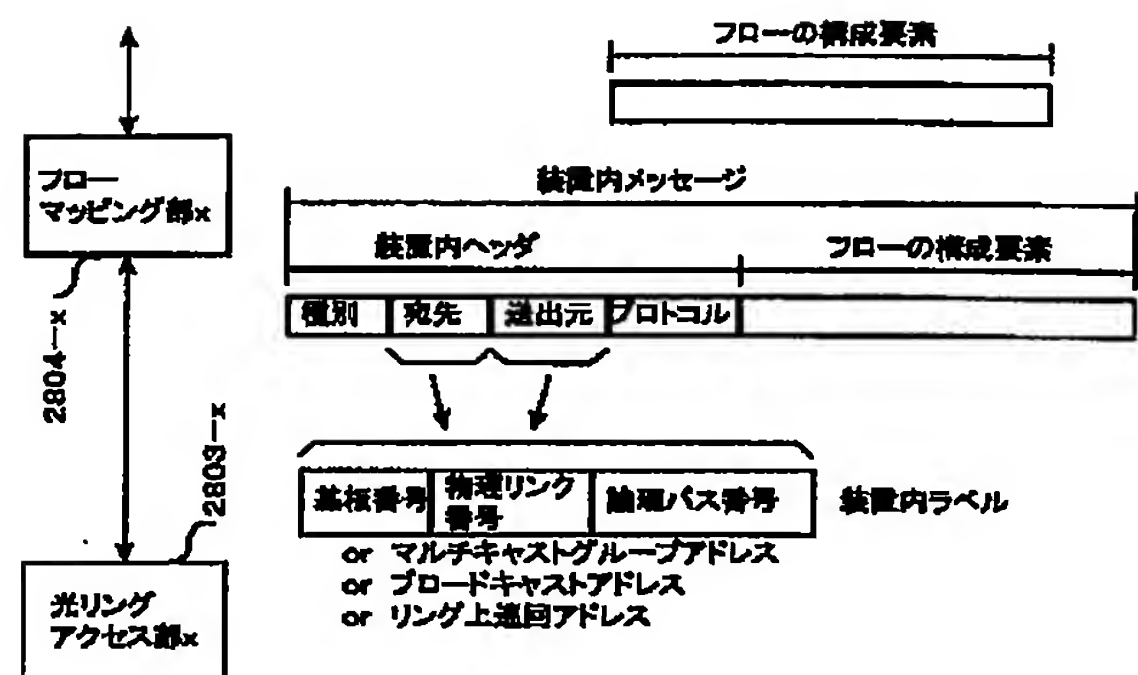 フローの構成要素
フロー
マッピング部x
装置内メッセージ
装置内ヘッダ
フローの構成要素
種別
宛先
送出元
プロトコル
2804—x
2803—x
基板番号
物理リンク
番号
論理パス番号
装置内ラベル
or マルチキャストグループアドレス
or ブロードキャストアドレス
or リング上巡回アドレス
光リング
アクセス部x